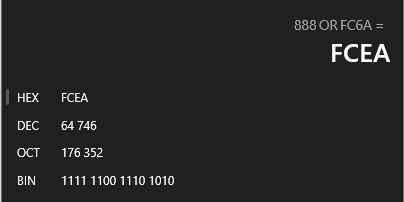 888 OR FC6A =
FCEA
HEX FCEA
DEC 64 746
OCT 176 352
BIN 1111 1100 1110 1010